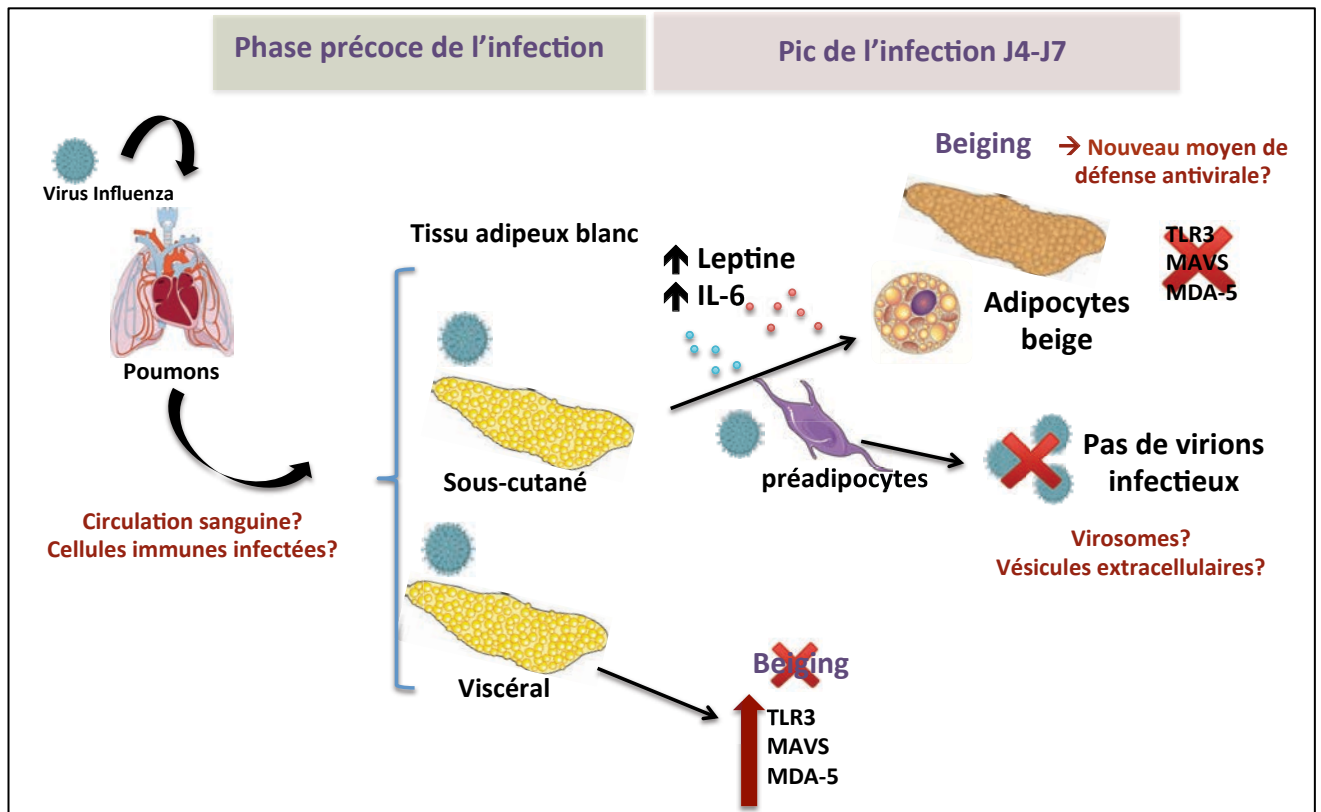 Phase précoce de l'infection
Pic de l'infection J4-J7
Virus Influenza
Poumons
Circulation sanguine?
Cellules immunes infectées?
Tissu adipeux blanc
Sous-cutané
Viscéral
Leptine
IL-6
Beiging
→ Nouveau moyen de
défense antivirale?
TLR3
MAVS
MDA-5
Adipocytes
beige
préadipocytes
Pas de virions
infectieux
Virosomes?
Vésicules extracellulaires?
Beiging
TLR3
MAVS
MDA-5